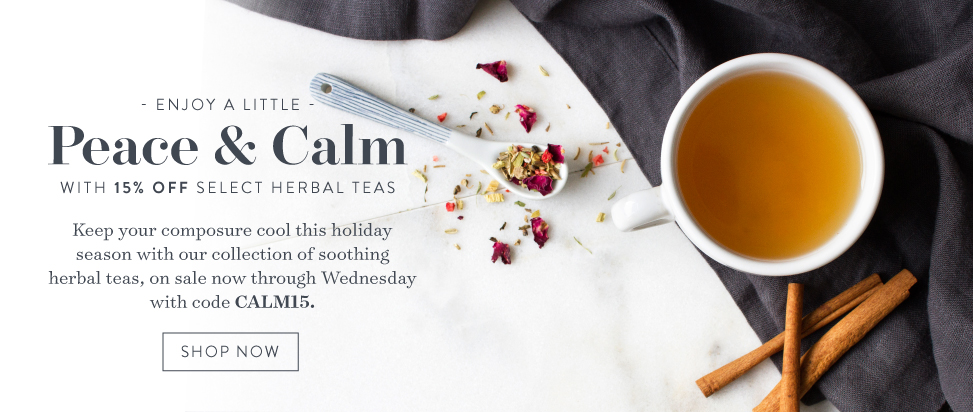 - ENJOY A LITTLE -
Peace & Calm
WITH 15% OFF SELECT HERBAL TEAS
Keep your composure cool this holiday
season with our collection of soothing
herbal teas, on sale now through Wednesday
with code CALM15.
SHOP NOW